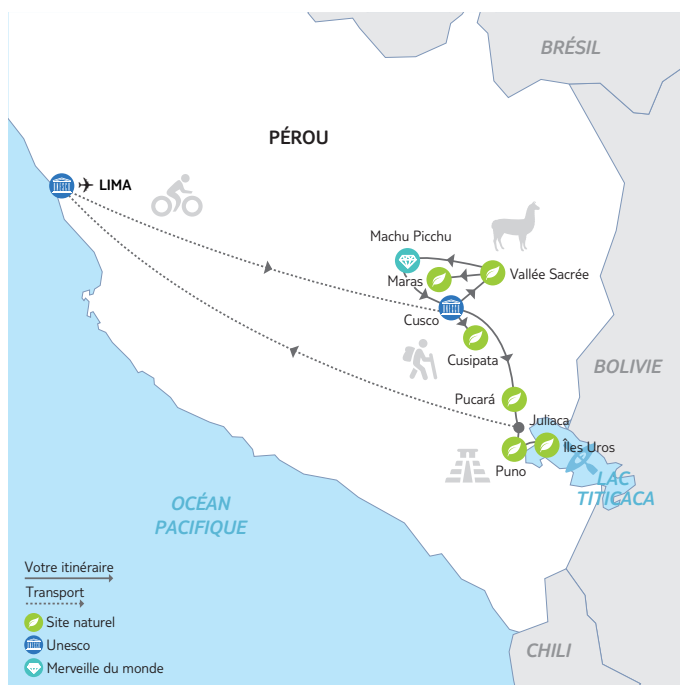 BRÉSIL
PÉROU
LIMA
Machu Picchu
Maras
Vallée Sacrée
Cusco
Cusipata
BOLIVIE
Pucará
Juliaca
Îles Uros
Puno
LAC
TITICACA
OCÉAN
PACIFIQUE
Votre itinéraire
Transport
Site naturel
Unesco
Merveille du monde
CHILI